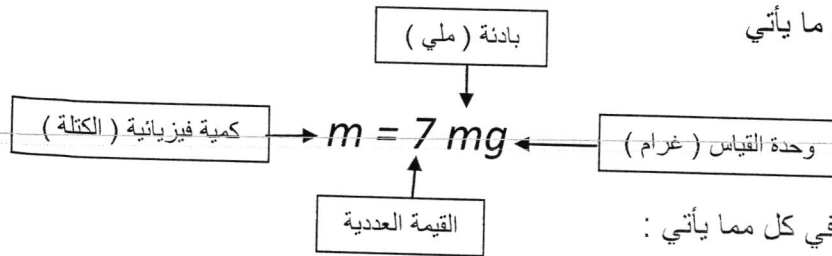 ما يأتي
بادئة ( ملي )
كمية فيزيائية ( الكتلة )
m = 7 mg
وحدة القياس ( غرام )
القيمة العددية
في كل مما يأتي :